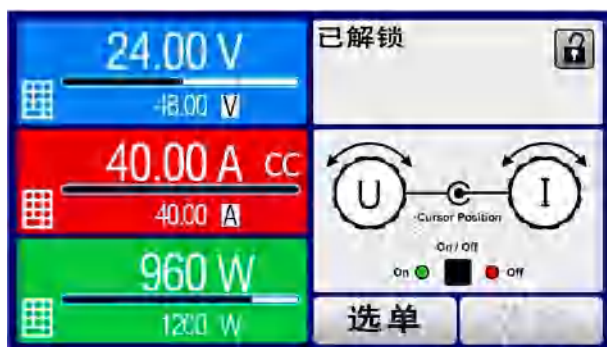 24.00 V
48.00 V
40.00 A CC
40.00 A
960 W
1200 W
已解锁
U
I
Cursor Position
On / Off
On
Off
选单